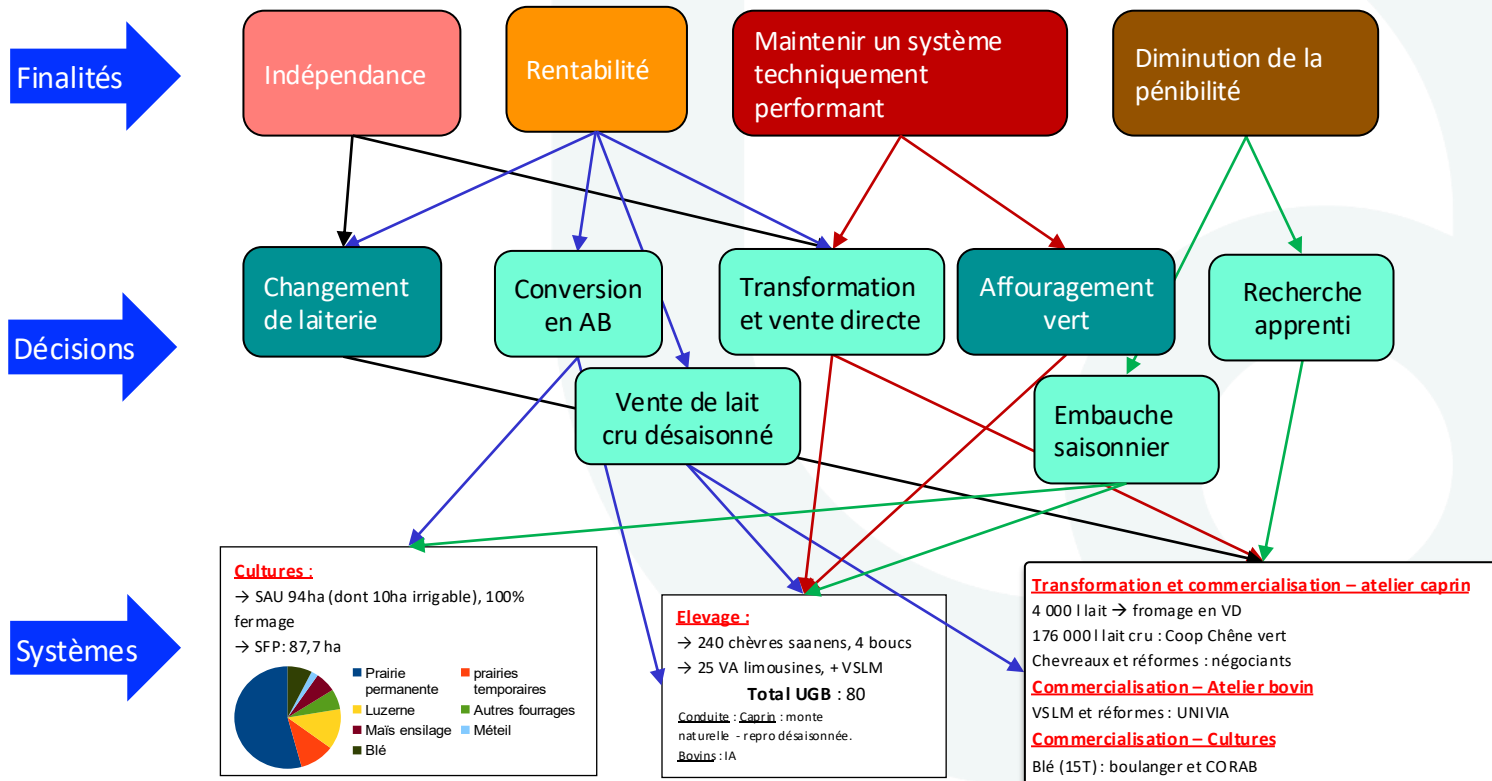 Finalités
Indépendance
Rentabilité
Maintenir un système
techniquement
performant
Diminution de la
pénibilité
Décisions
Changement
de laiterie
Conversion
en AB
Transformation
et vente directe
Affouragement
vert
Recherche
apprenti
Vente de lait
cru désaisonné
Embauche
saisonnier
Systèmes
Cultures :
→ SAU 94ha (dont 10ha irrigable), 100%
fermage
→ SFP: 87,7 ha
Prairie
permanente
prairies
temporaires
Luzerne
Autres fourrages
Maïs ensilage
Méteil
Blé
Elevage :
→ 240 chèvres saanens, 4 boucs
→ 25 VA limousines, + VSLM
Total UGB : 80
Conduite : Caprin : monte
naturelle - repro désaisonnée.
Bovins : IA
Transformation et commercialisation – atelier caprin
4 000 l lait → fromage en VD
176 000 l lait cru : Coop Chêne vert
Chevreaux et réformes : négociants
Commercialisation – Atelier bovin
VSLM et réformes : UNIVIA
Commercialisation – Cultures
Blé (15T) : boulanger et CORAB